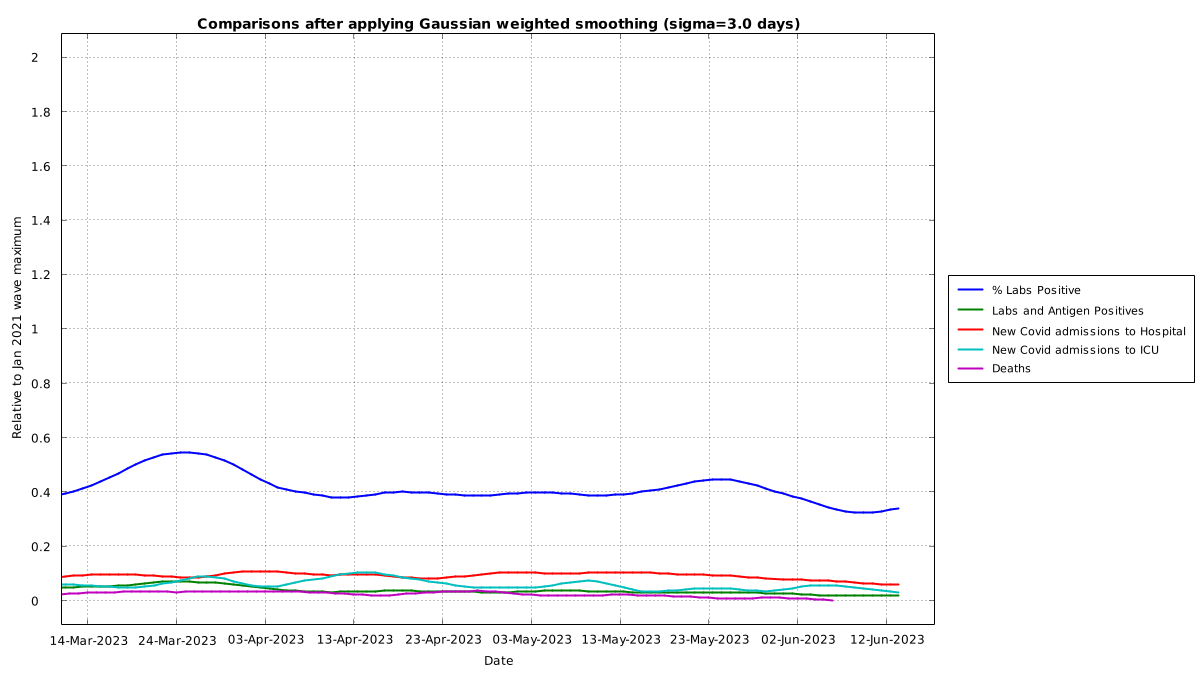 Comparisons after applying Gaussian weighted smoothing (sigma=3.0 days)
2
1.8
1.6
1.4
1.2
1
0.8
0.6
0.4
0.2
0
Relative to Jan 2021 wave maximum
14-Mar-2023 24-Mar-2023 03-Apr-2023 13-Apr-2023 23-Apr-2023 03-May-2023 13-May-2023 23-May-2023 02-Jun-2023 12-Jun-2023
Date
% Labs Positive
Labs and Antigen Positives
New Covid admissions to Hospital
New Covid admissions to ICU
Deaths